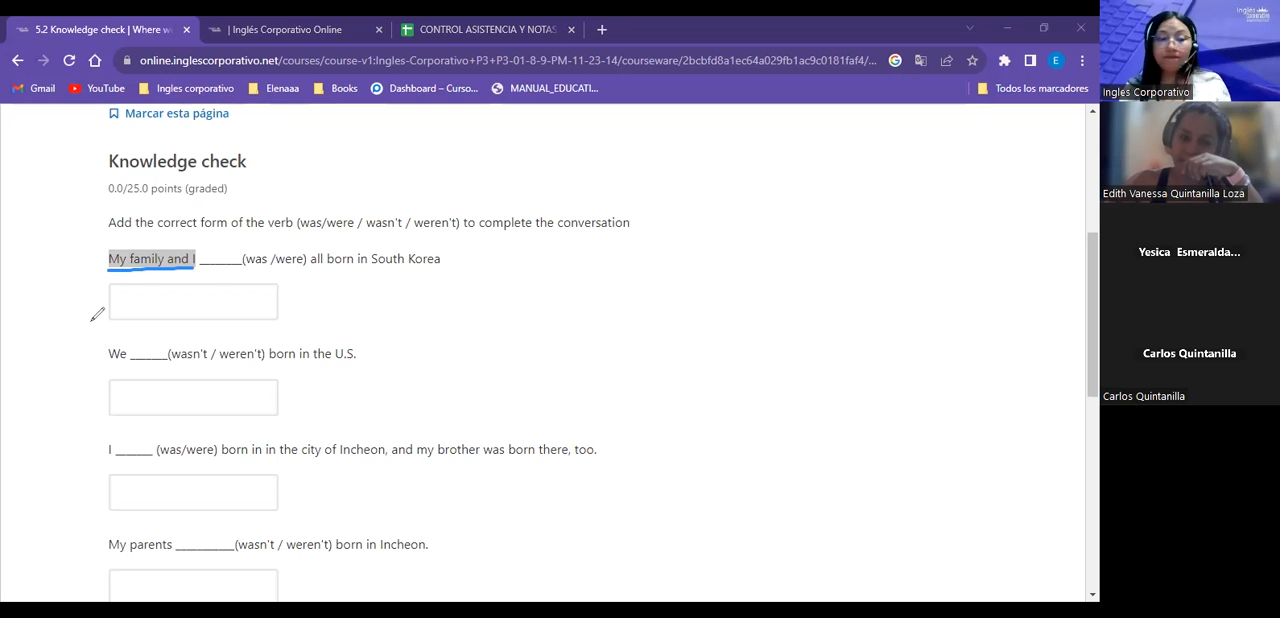 5.2 Knowledge check | Where w
| Inglés Corporativo Online
CONTROL ASISTENCIA Y NOTAS
online.inglescorporativo.net/courses/course-v1:Ingles-Corporativo+P3+P3-01-8-9-PM-11-23-14/courseware/2bcbfd8a1ec64a029fb1ac9c0181faf4/...
E
Gmail
YouTube
Ingles corporativo
Elenaaa
Books
Dashboard – Curso...
MANUAL_EDUCATI...
Todos los marcadores
Marcar esta página
Knowledge check
0.0/25.0 points (graded)
Add the correct form of the verb (was/were / wasn't / weren't) to complete the conversation
My family and I _______(was /were) all born in South Korea
We ______(wasn't / weren't) born in the U.S.
I ______ (was/were) born in in the city of Incheon, and my brother was born there, too.
My parents __________(wasn't / weren't) born in Incheon.
Ingles Corporativo
Edith Vanessa Quintanilla Loza
Yesica Esmeralda...
Carlos Quintanilla
Carlos Quintanilla